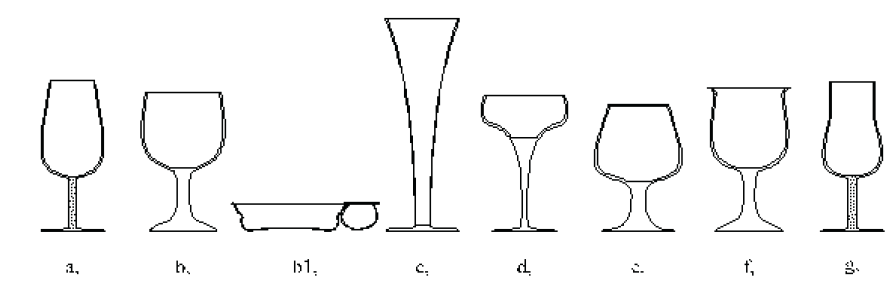 a, b, b1, c, d, e. f, g.